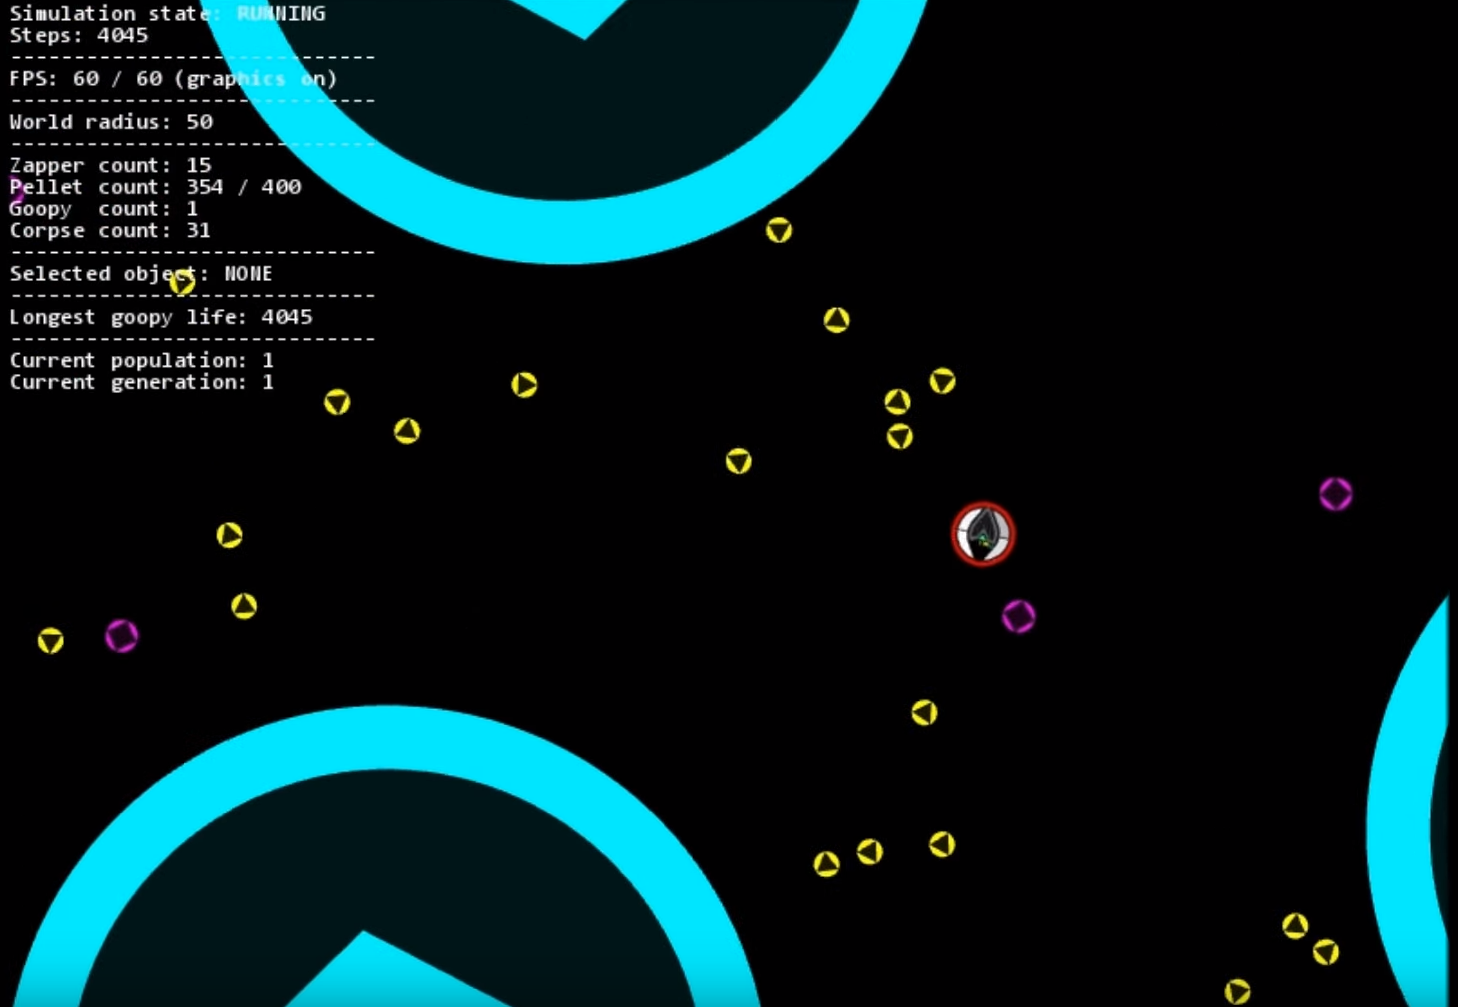 Simulation state: RUNNING
Steps: 4045
----------------------------
FPS: 60 / 60 (graphics on)
----------------------------
World radius: 50
----------------------------
Zapper count: 15
Pellet count: 354 / 400
Goopy  count: 1
Corpse count: 31
----------------------------
Selected object: NONE
----------------------------
Longest goopy life: 4045
----------------------------
Current population: 1
Current generation: 1